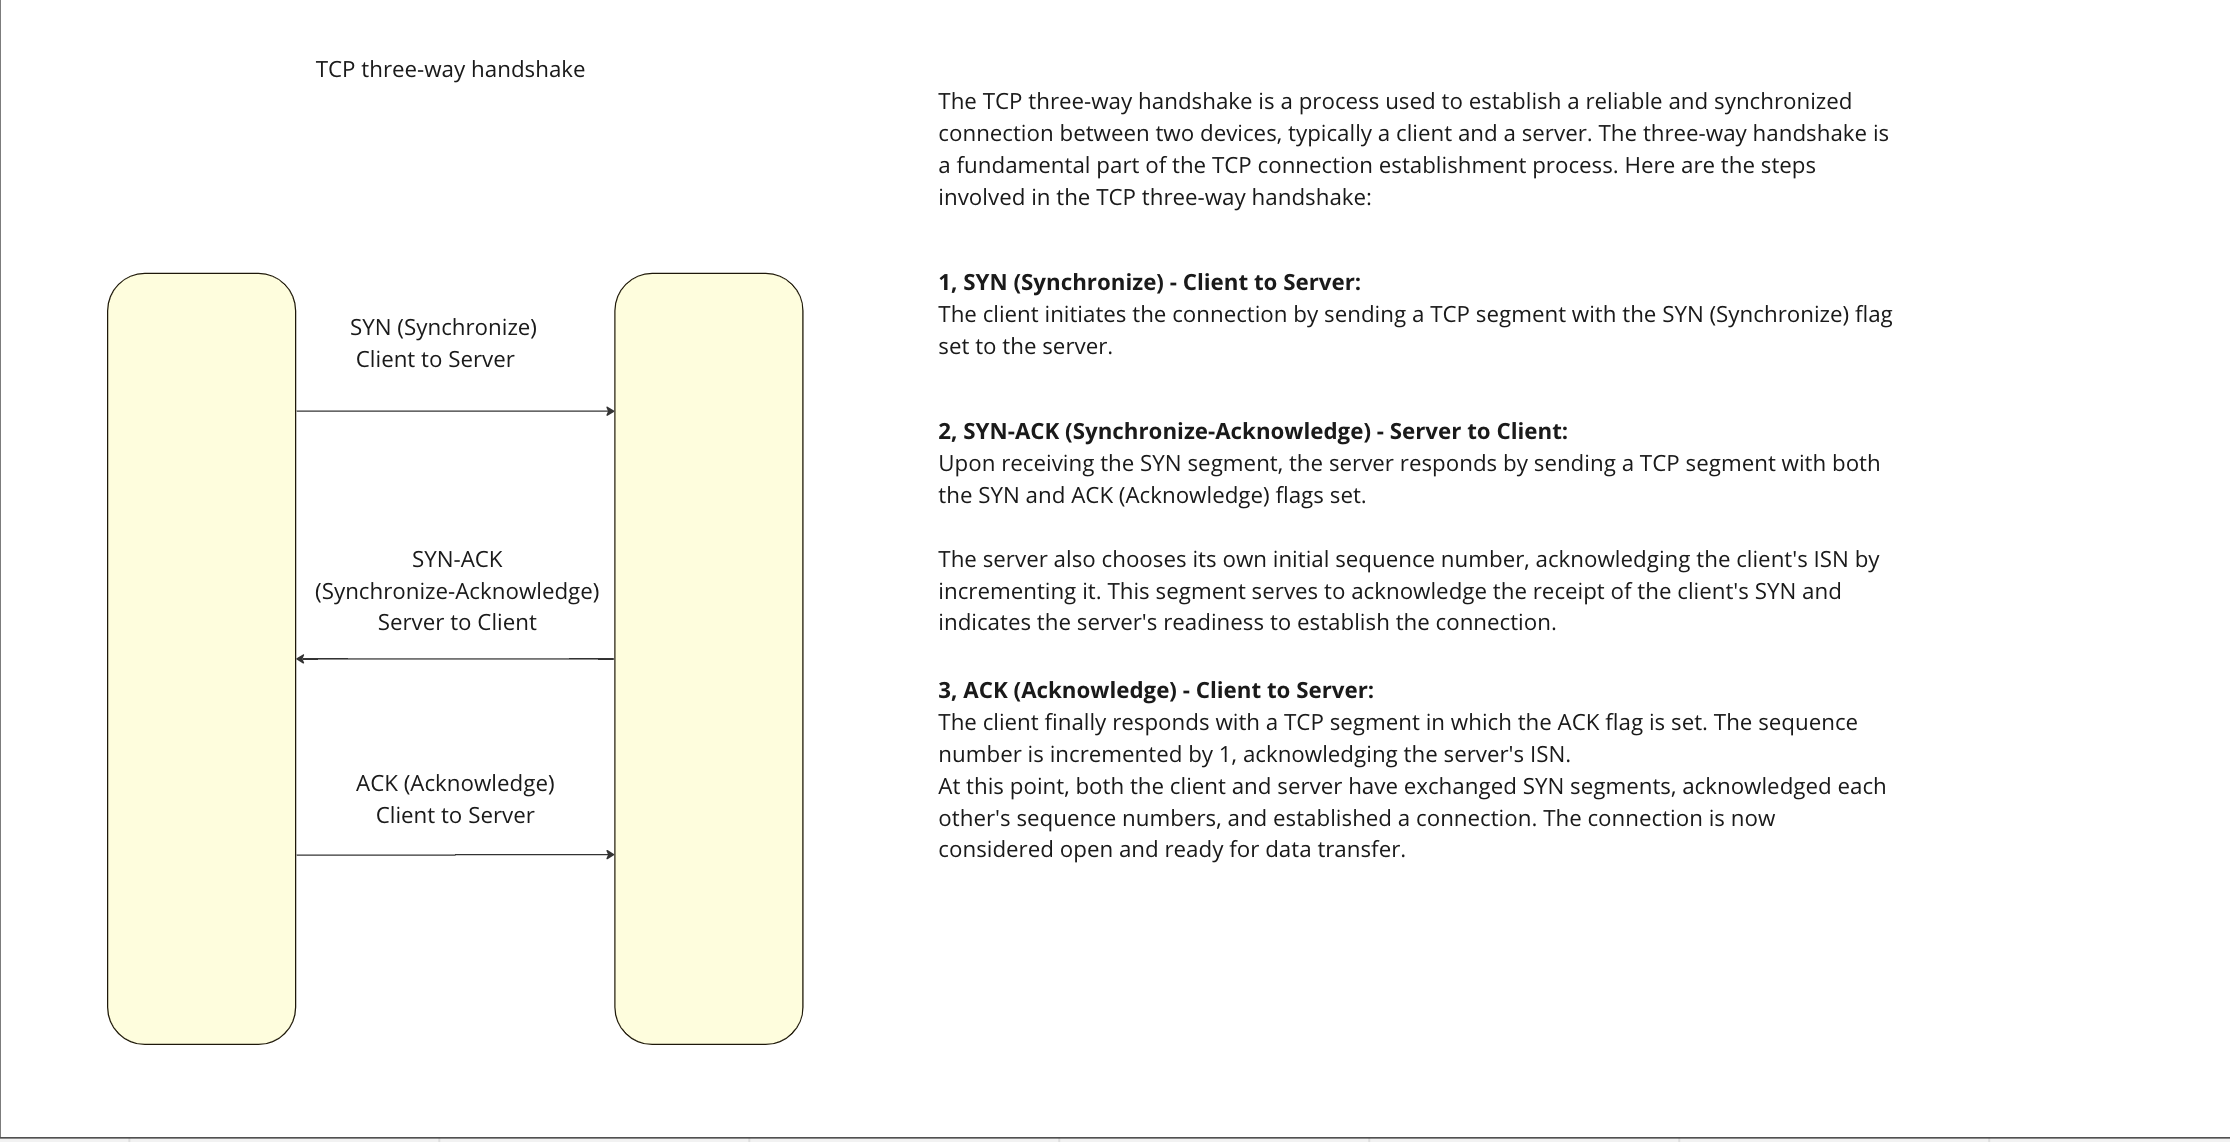 TCP three-way handshake
SYN (Synchronize)
Client to Server
SYN-ACK
(Synchronize-Acknowledge)
Server to Client
ACK (Acknowledge)
Client to Server
The TCP three-way handshake is a process used to establish a reliable and synchronized
connection between two devices, typically a client and a server. The three-way handshake is
a fundamental part of the TCP connection establishment process. Here are the steps
involved in the TCP three-way handshake:
1, SYN (Synchronize) - Client to Server:
The client initiates the connection by sending a TCP segment with the SYN (Synchronize) flag
set to the server.
2, SYN-ACK (Synchronize-Acknowledge) - Server to Client:
Upon receiving the SYN segment, the server responds by sending a TCP segment with both
the SYN and ACK (Acknowledge) flags set.
The server also chooses its own initial sequence number, acknowledging the client's ISN by
incrementing it. This segment serves to acknowledge the receipt of the client's SYN and
indicates the server's readiness to establish the connection.
3, ACK (Acknowledge) - Client to Server:
The client finally responds with a TCP segment in which the ACK flag is set. The sequence
number is incremented by 1, acknowledging the server's ISN.
At this point, both the client and server have exchanged SYN segments, acknowledged each
other's sequence numbers, and established a connection. The connection is now
considered open and ready for data transfer.